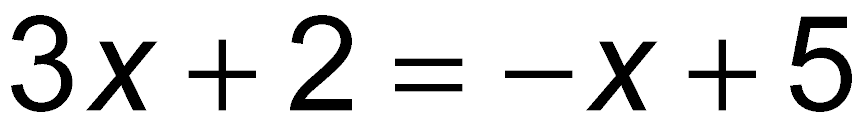 3x + 2 = −x + 5